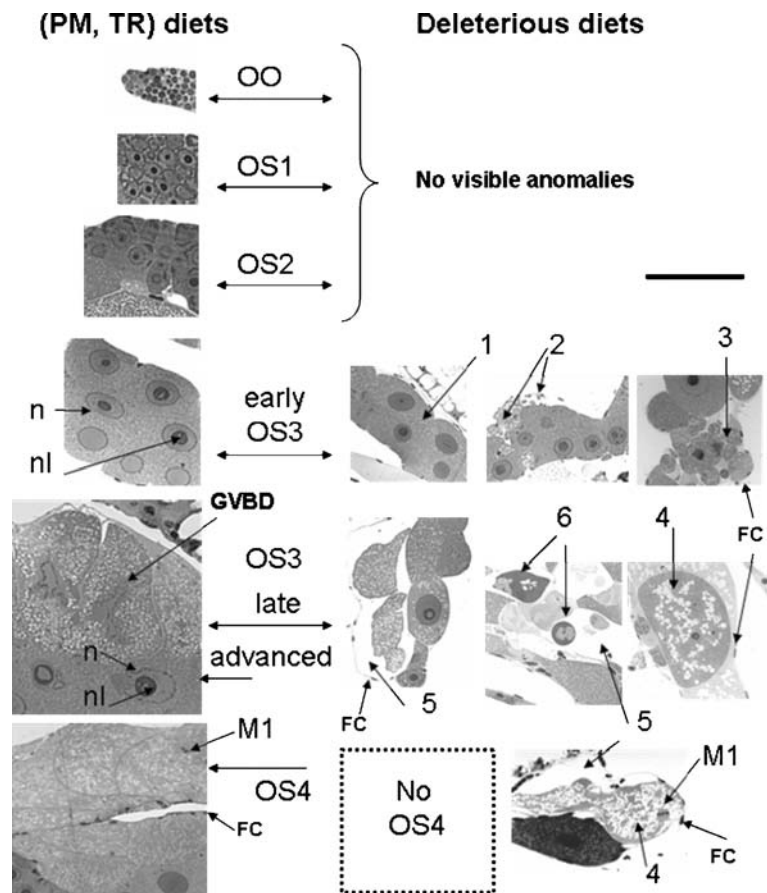 (PM, TR) diets
Deleterious diets
OO
OS1
No visible anomalies
OS2
1
2
3
n
early
OS3
nl
GVBD
FC
OS3
6
4
late
n
advanced
nl
5
FC
5
M1
OS4
No
OS4
M1
FC
4
FC